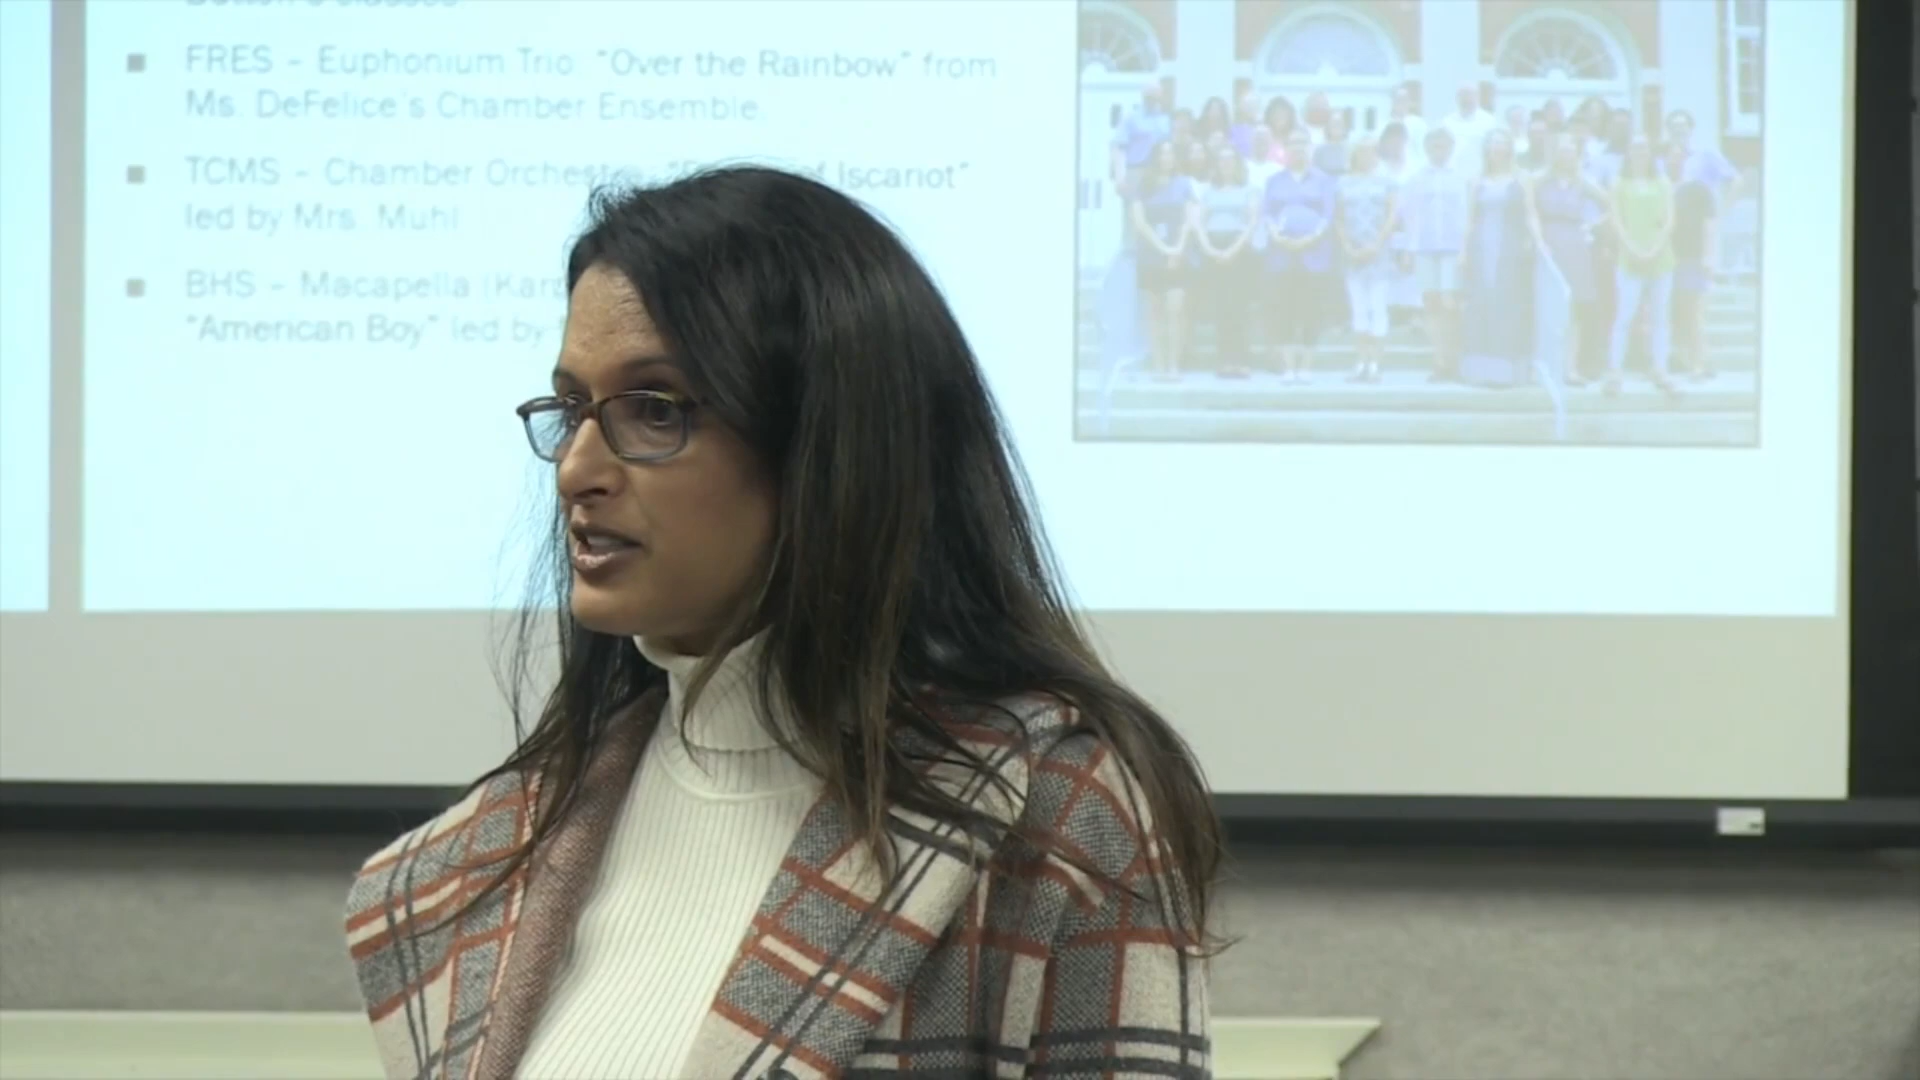 FRES - Euphonium Trio "Over the Rainbow" from
Ms. DeFelice's Chamber Ensemble.
TCMS - Chamber Orchestra of Iscariot"
led by Mrs. Muhl
BHS - Macapella
"American Boy" led by